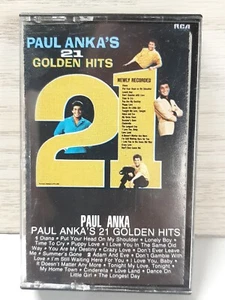 PAUL ANKA'S
21
GOLDEN HITS
RCA
NEWLY RECORDED
21
PAUL ANKA
PAUL ANKA'S 21 GOLDEN HITS
Diana • Put Your Head On My Shoulder • Lonely Boy •
Time To Cry • Puppy Love • I Love You In The Same Old
Way • You Are My Destiny • Crazy Love • Don't Ever Leave
Me • Summer's Gone • Adam And Eve • Don't Gamble With
Love • I'm Still Waiting Here For You • I Love You, Baby •
It Doesn't Matter Any More • Tonight My Love, Tonight •
My Home Town • Cinderella • Love Land • Dance On
Little Girl • The Longest Day